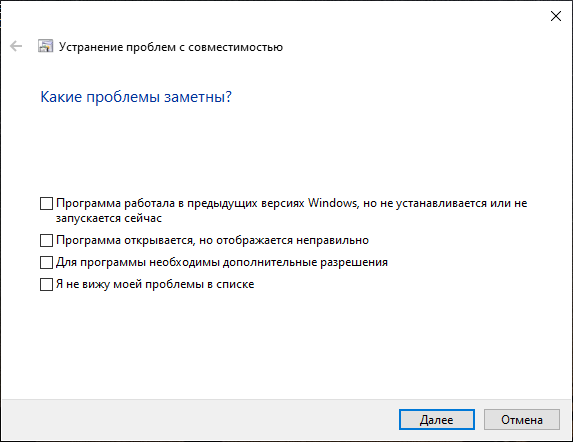 Устранение проблем с совместимостью
Какие проблемы заметны?
Программа работала в предыдущих версиях Windows, но не устанавливается или не
запускается сейчас
Программа открывается, но отображается неправильно
Для программы необходимы дополнительные разрешения
Я не вижу моей проблемы в списке
Далее
Отмена